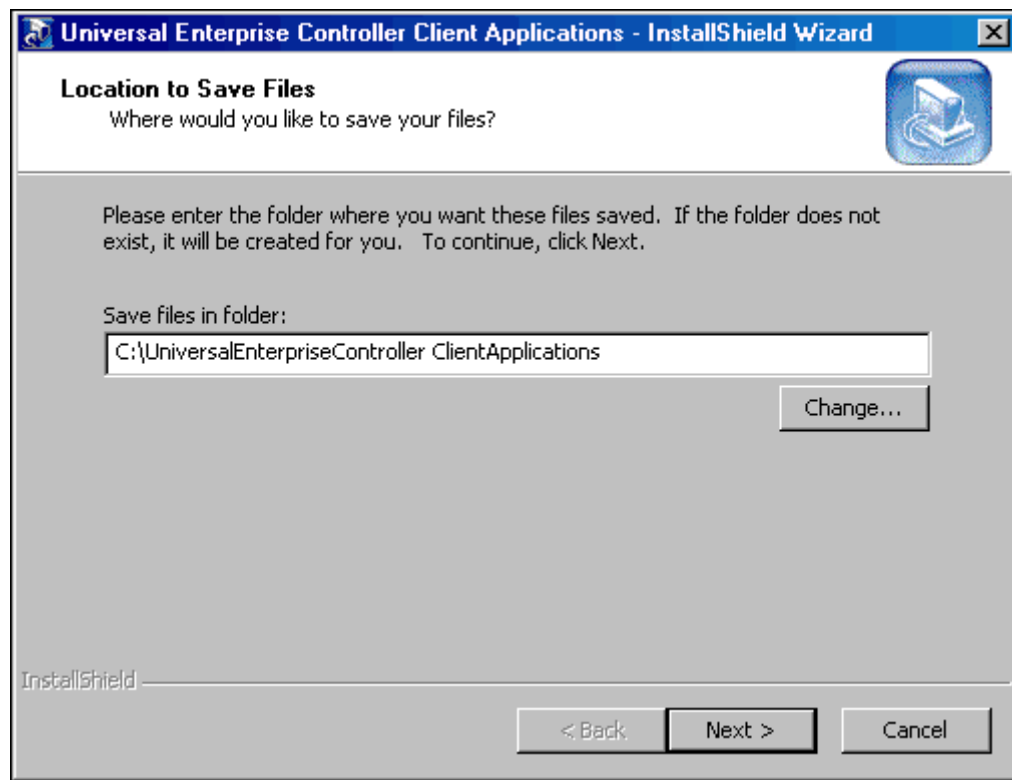 Universal Enterprise Controller Client Applications - InstallShield Wizard
Location to Save Files
Where would you like to save your files?
Please enter the folder where you want these files saved.  If the folder does not
exist, it will be created for you.   To continue, click Next.
Save files in folder:
C:\UniversalEnterpriseController ClientApplications
Change...
InstallShield
< Back
Next >
Cancel